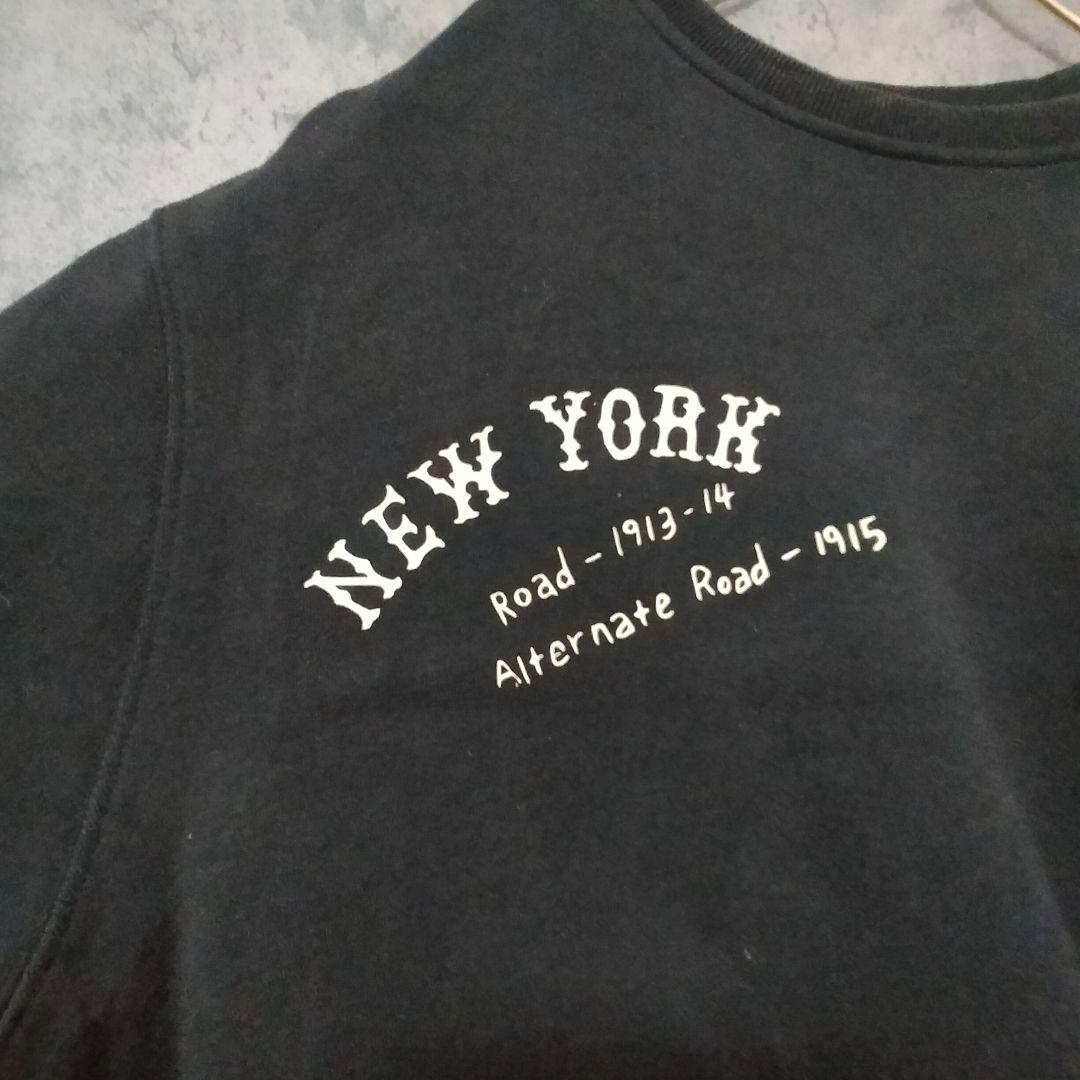 NEW YORK
Road - 1913-14
Alternate Road - 1915